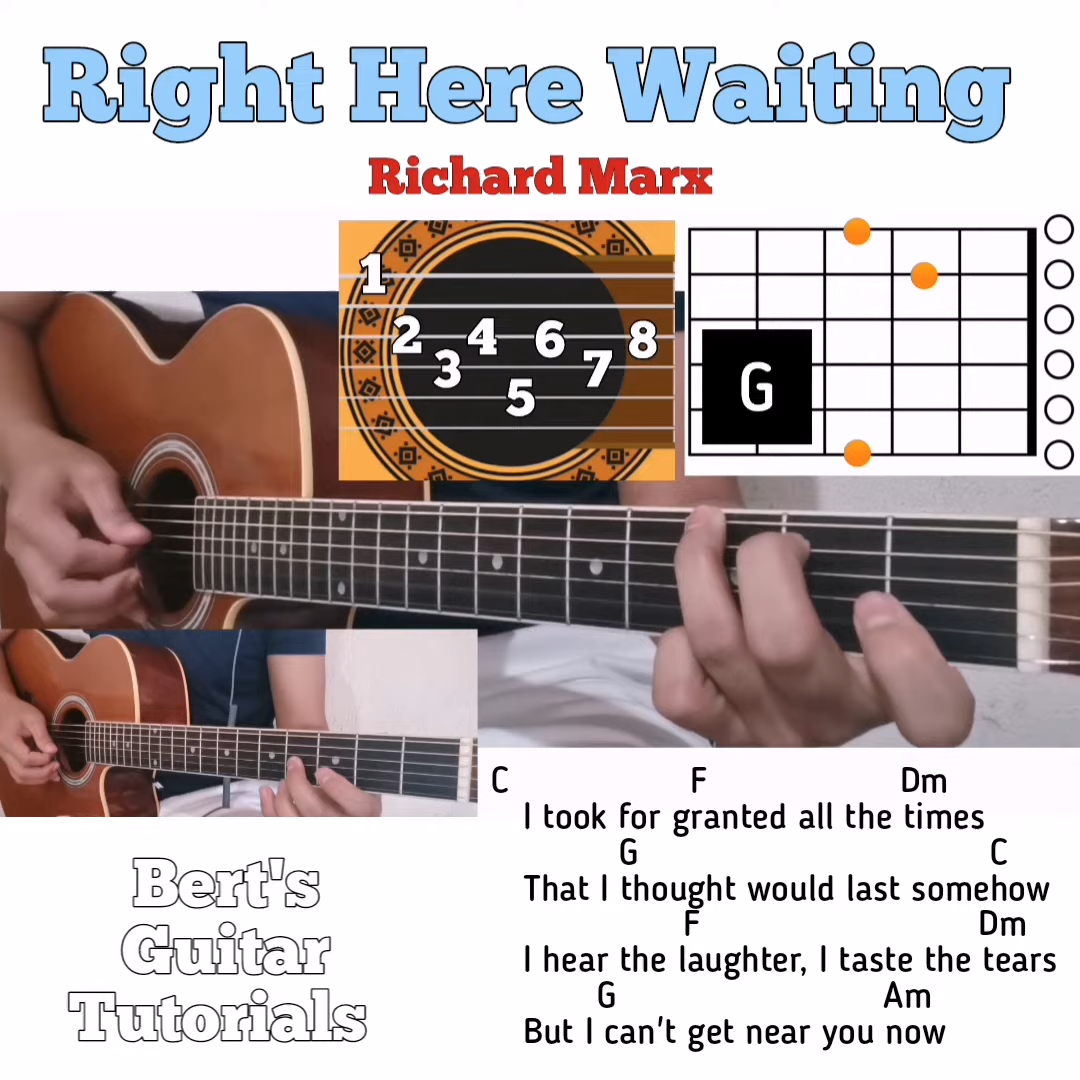 Right Here Waiting
Richard Marx
1
2 4 6 8
3 7
5
G
C F Dm
I took for granted all the times
G C
That I thought would last somehow
F Dm
I hear the laughter, I taste the tears
G Am
But I can't get near you now
Bert's
Guitar
Tutorials